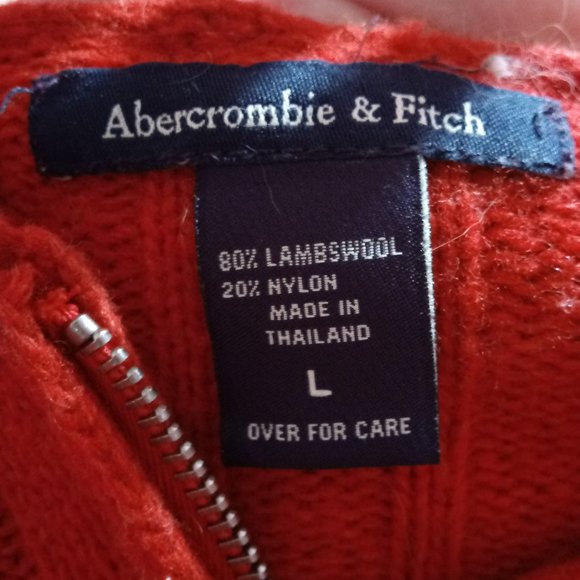 Abercrombie & Fitch
80% LAMBSWOOL
20% NYLON
MADE IN
THAILAND
L
OVER FOR CARE